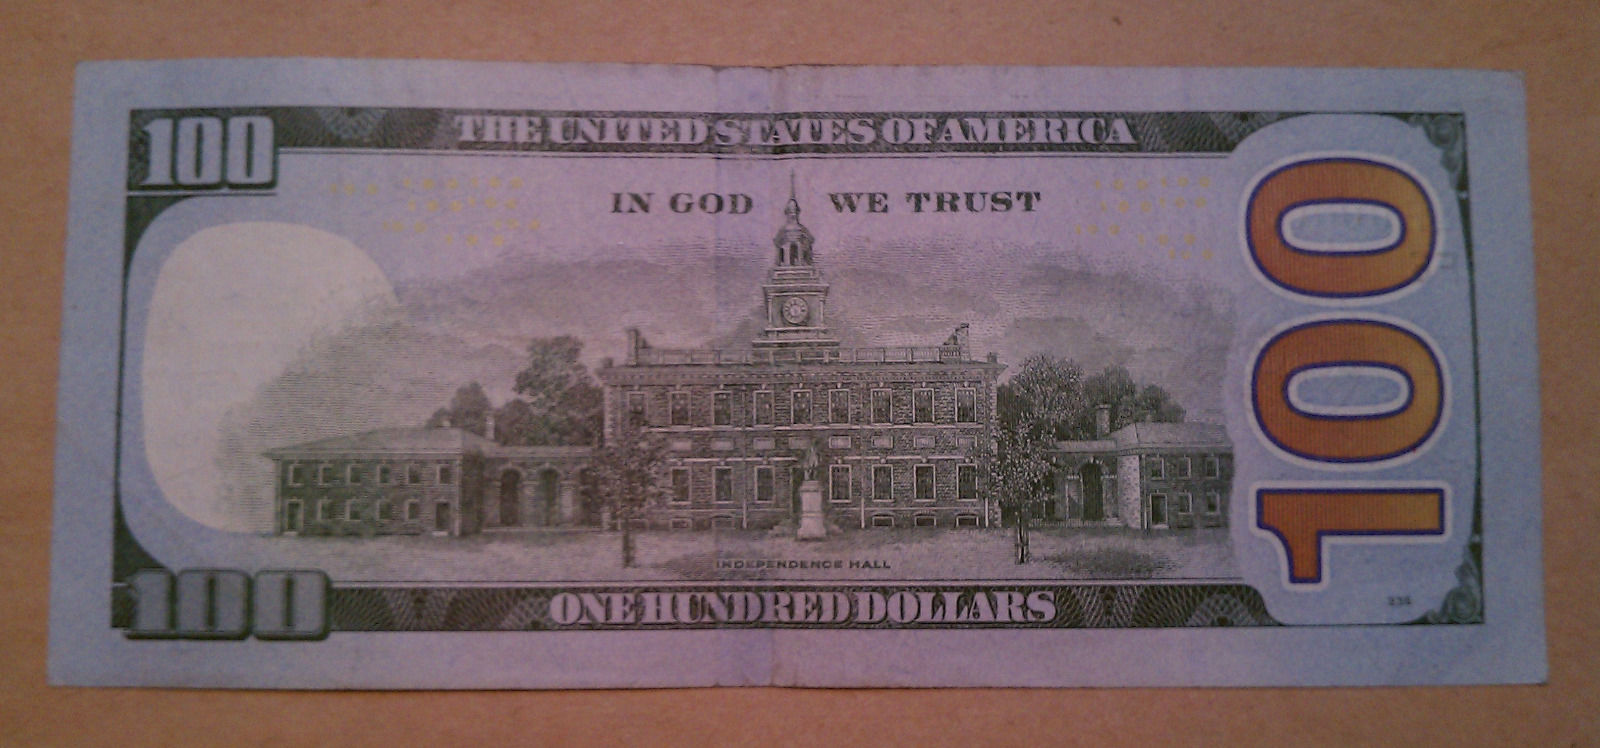 100
THE UNITED STATES OF AMERICA
IN GOD WE TRUST
100
INDEPENDENCE HALL
100
ONE HUNDRED DOLLARS